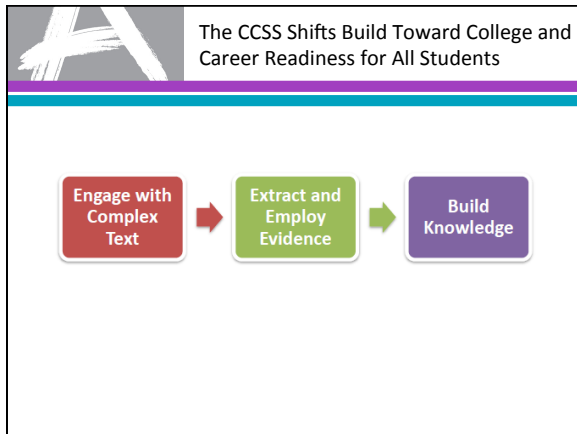 The CCSS Shifts Build Toward College and
Career Readiness for All Students
Engage with
Complex
Text
Extract and
Employ
Evidence
Build
Knowledge